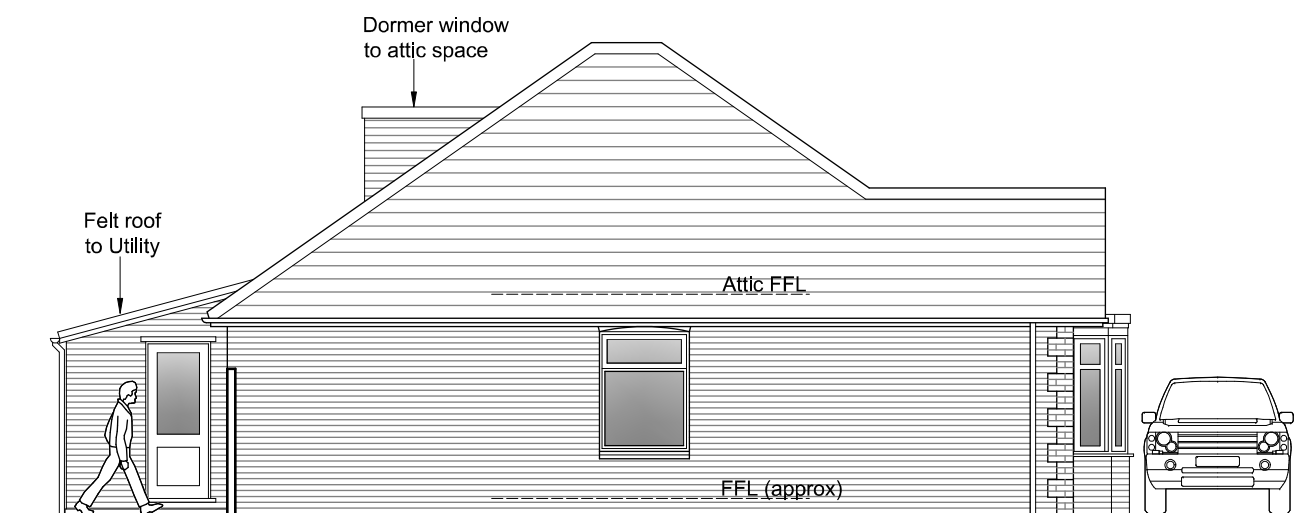 Dormer window
to attic space
Felt roof
to Utility
Attic FFL
FFL (approx)